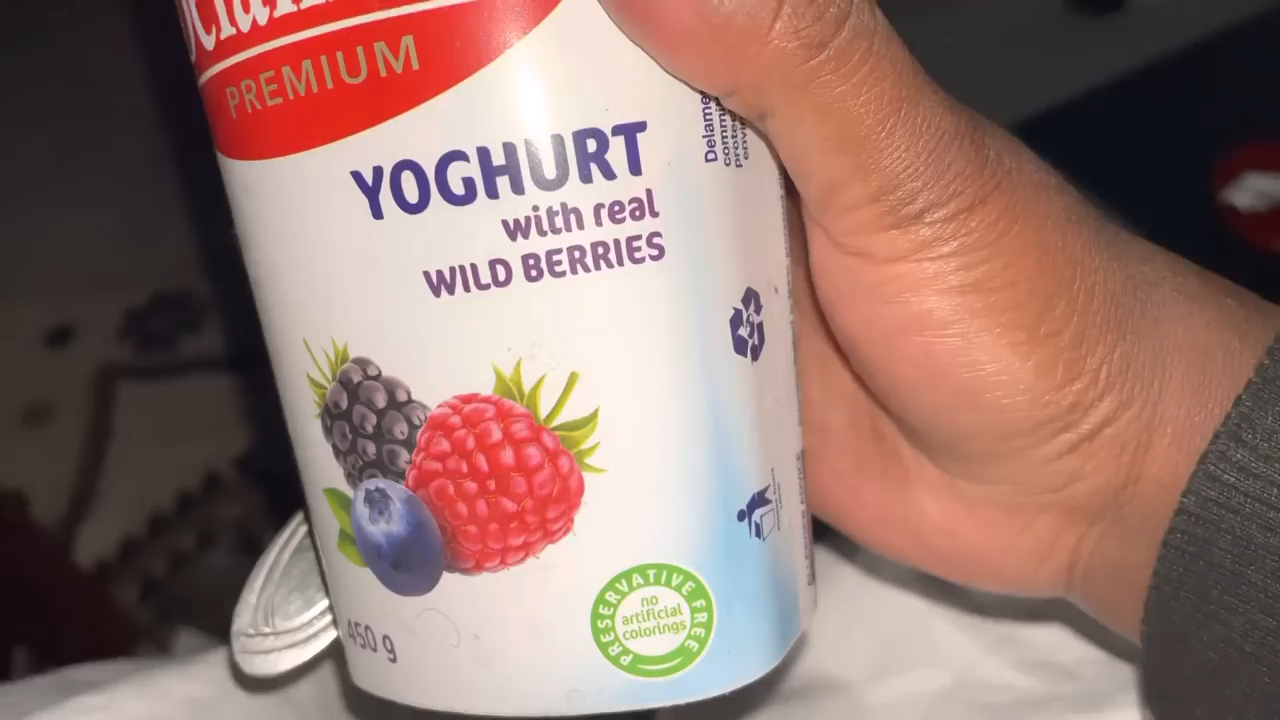 PREMIUM
YOGHURT
with real
WILD BERRIES
450 g
PRESERVATIVE FREE
no
artificial
colorings